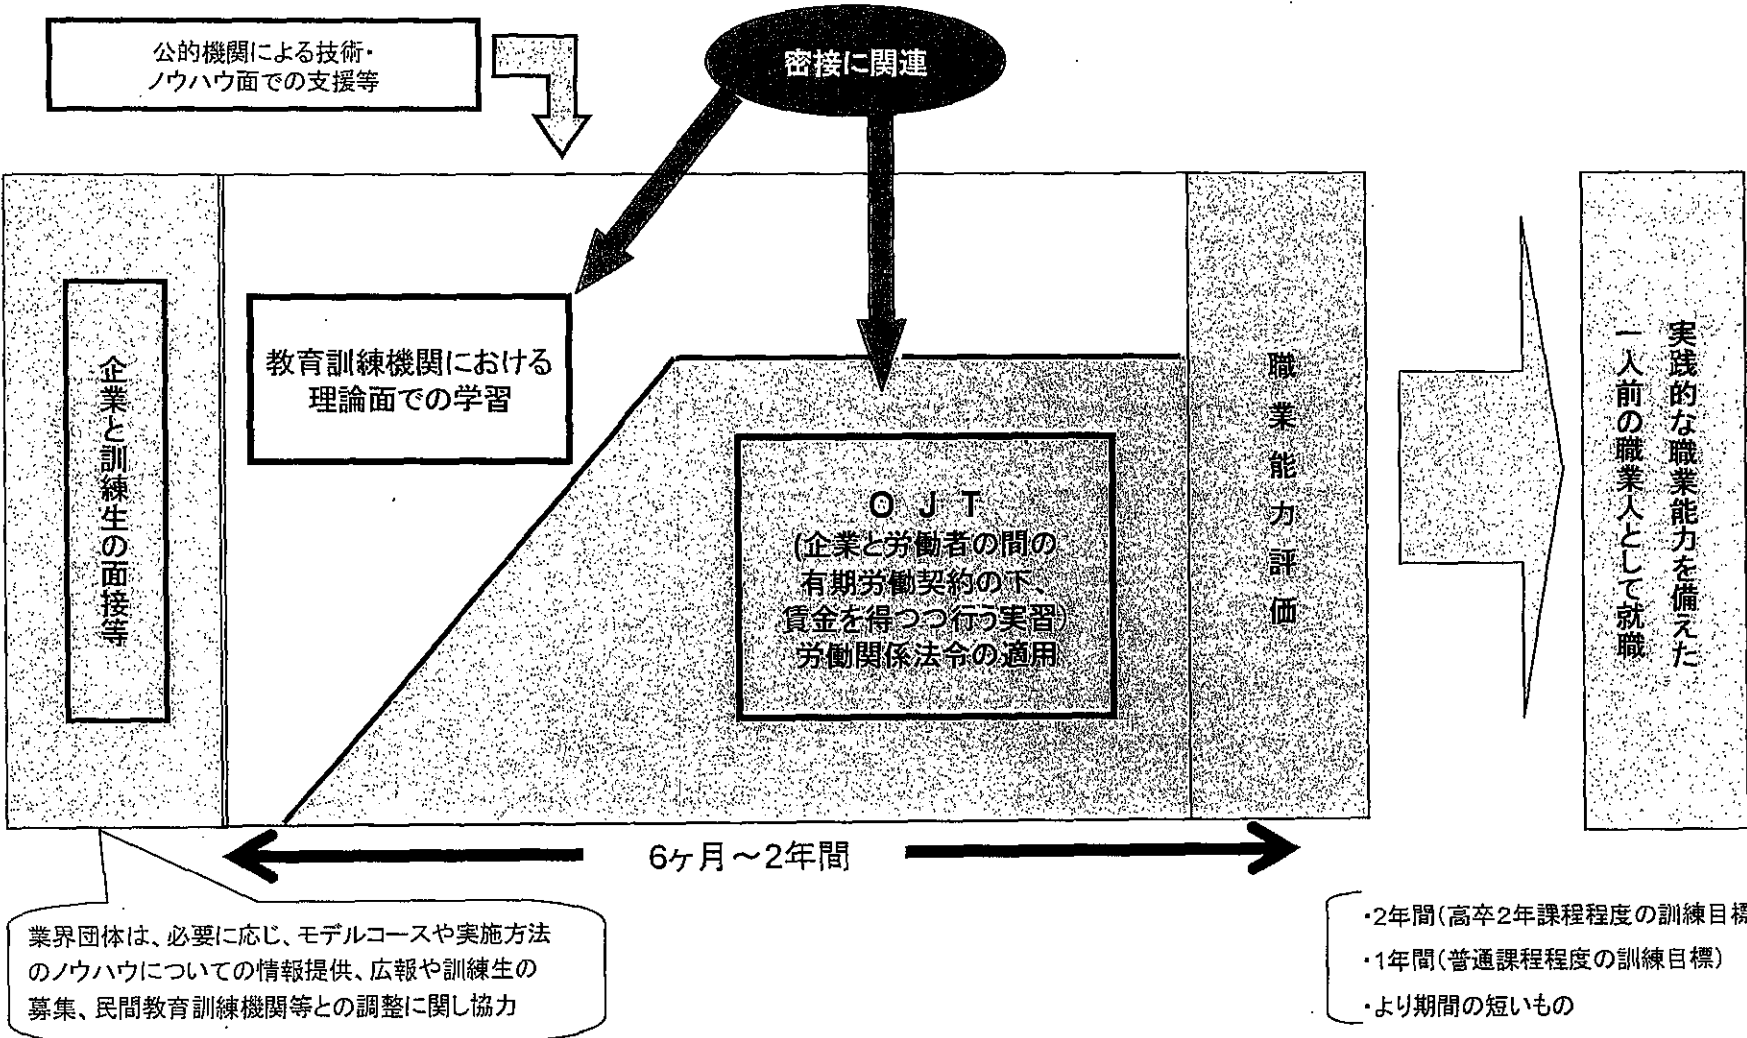 公的機関による技術・
ノウハウ面での支援等
密接に関連
企業と訓練生の面接等
教育訓練機関における
理論面での学習
OJT
(企業と労働者の間の
有期労働契約の下、
賃金を得つつ行う実習)
労働関係法令の適用
職業能力評価
実践的な職業能力を備えた
一人前の職業人として就職
6ヶ月～2年間
業界団体は、必要に応じ、モデルコースや実施方法
のノウハウについての情報提供、広報や訓練生の
募集、民間教育訓練機関等との調整に関し協力
・2年間(高卒2年課程程度の訓練目標
・1年間(普通課程程度の訓練目標)
・より期間の短いもの